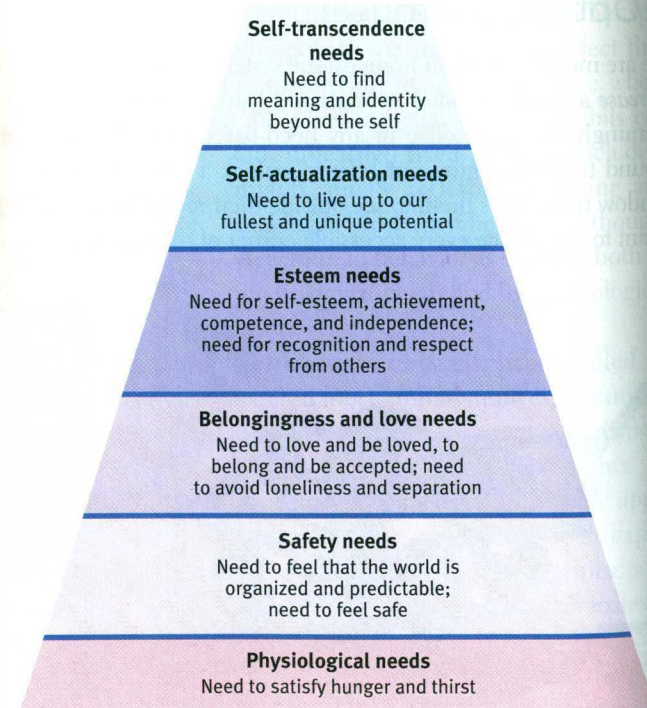 Self-transcendence
needs
Need to find
meaning and identity
beyond the self
Self-actualization needs
Need to live up to our
fullest and unique potential
Esteem needs
Need for self-esteem, achievement,
competence, and independence;
need for recognition and respect
from others
Belongingness and love needs
Need to love and be loved, to
belong and be accepted; need
to avoid loneliness and separation
Safety needs
Need to feel that the world is
organized and predictable;
need to feel safe
Physiological needs
Need to satisfy hunger and thirst